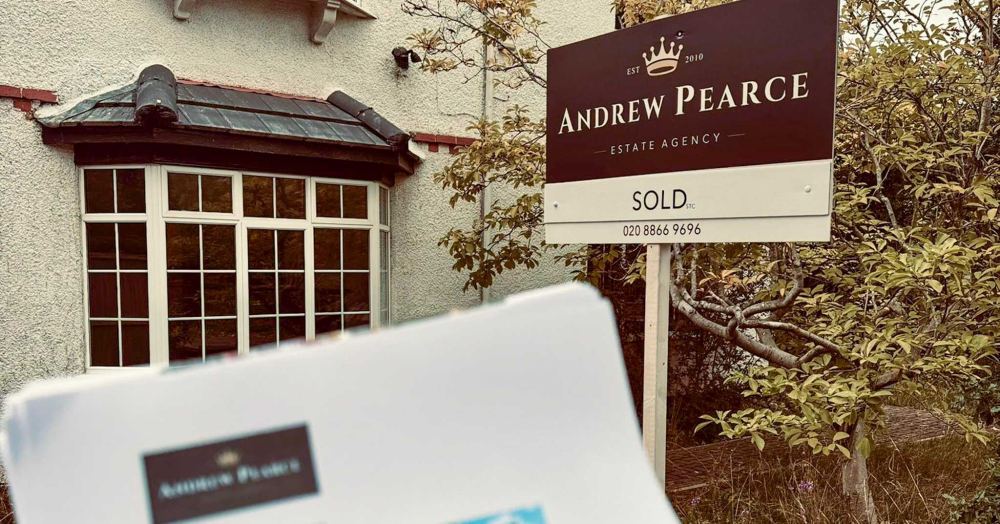 EST 2010
ANDREW PEARCE
ESTATE AGENCY
SOLD STC
020 8866 9696
ANDREW PEARCE